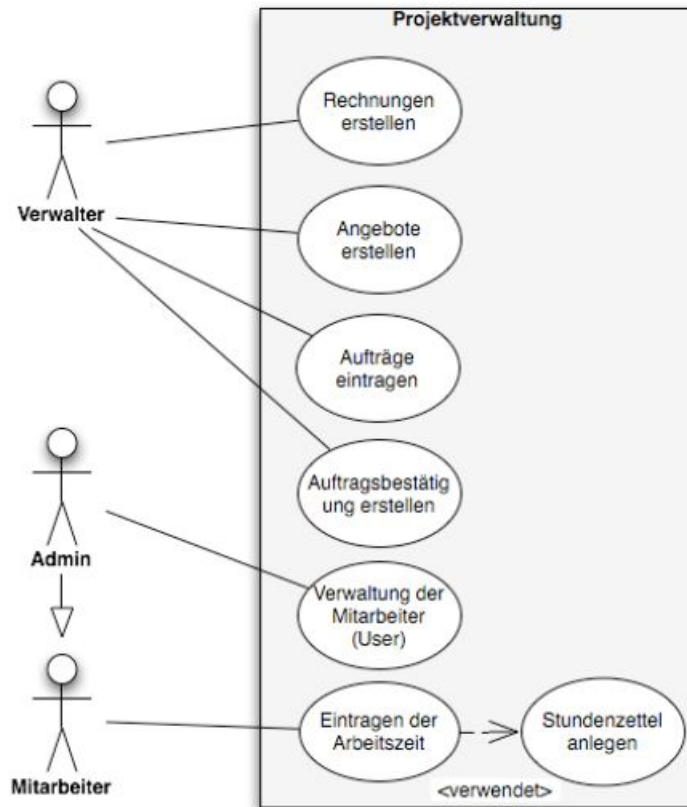 Projektverwaltung
Rechnungen
erstellen
Verwalter
Angebote
erstellen
Aufträge
eintragen
Auftragsbestätig
ung erstellen
Admin
Verwaltung der
Mitarbeiter
(User)
Eintragen der
Arbeitszeit
Stundenzettel
anlegen
Mitarbeiter
<verwendet>